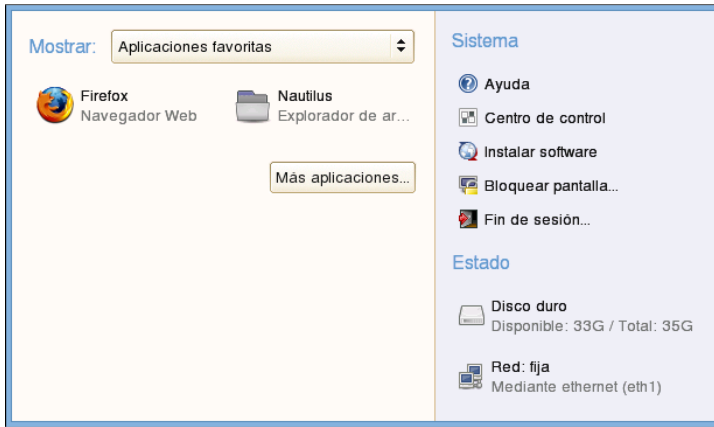 Mostrar: Aplicaciones favoritas
Firefox
Navegador Web
Nautilus
Explorador de ar...
Más aplicaciones...
Sistema
Ayuda
Centro de control
Instalar software
Bloquear pantalla...
Fin de sesión...
Estado
Disco duro
Disponible: 33G / Total: 35G
Red: fija
Mediante ethernet (eth1)